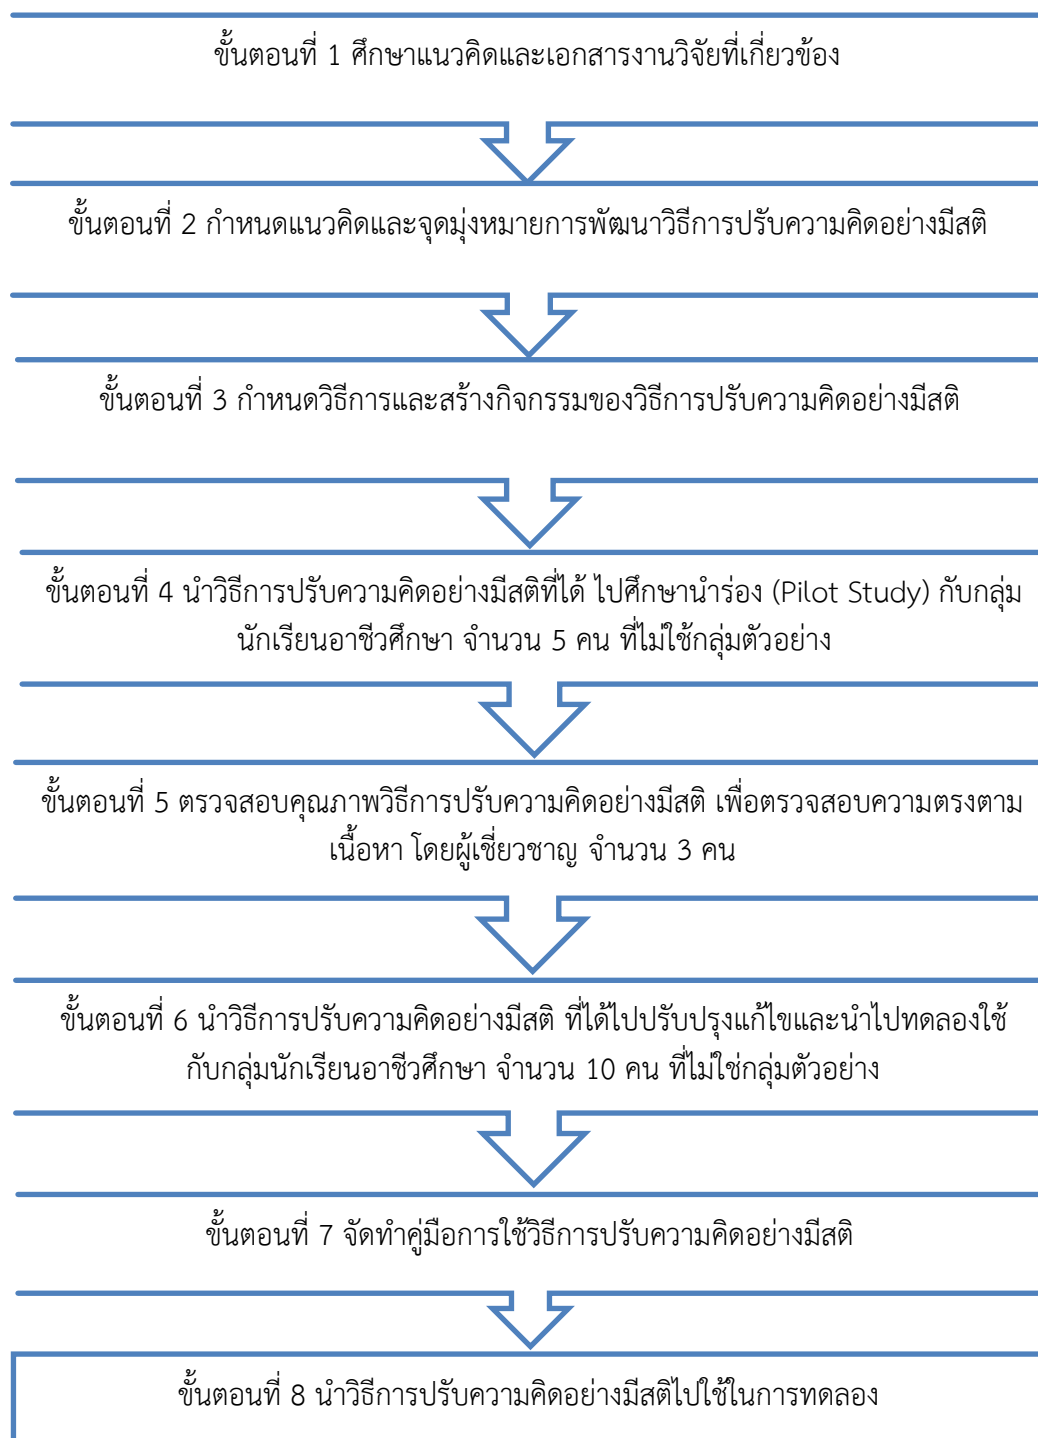 ขั้นตอนที่ 1 ศึกษาแนวคิดและเอกสารงานวิจัยที่เกี่ยวข้อง
ขั้นตอนที่ 2 กำหนดแนวคิดและจุดมุ่งหมายการพัฒนาวิธีการปรับความคิดอย่างมีสติ
ขั้นตอนที่ 3 กำหนดวิธีการและสร้างกิจกรรมของวิธีการปรับความคิดอย่างมีสติ
ขั้นตอนที่ 4 นำวิธีการปรับความคิดอย่างมีสติที่ได้ ไปศึกษานำร่อง (Pilot Study) กับกลุ่ม
นักเรียนอาชีวศึกษา จำนวน 5 คน ที่ไม่ใช้กลุ่มตัวอย่าง
ขั้นตอนที่ 5 ตรวจสอบคุณภาพวิธีการปรับความคิดอย่างมีสติ เพื่อตรวจสอบความตรงตาม
เนื้อหา โดยผู้เชี่ยวชาญ จำนวน 3 คน
ขั้นตอนที่ 6 นำวิธีการปรับความคิดอย่างมีสติ ที่ได้ไปปรับปรุงแก้ไขและนำไปทดลองใช้
กับกลุ่มนักเรียนอาชีวศึกษา จำนวน 10 คน ที่ไม่ใช่กลุ่มตัวอย่าง
ขั้นตอนที่ 7 จัดทำคู่มือการใช้วิธีการปรับความคิดอย่างมีสติ
ขั้นตอนที่ 8 นำวิธีการปรับความคิดอย่างมีสติไปใช้ในการทดลอง